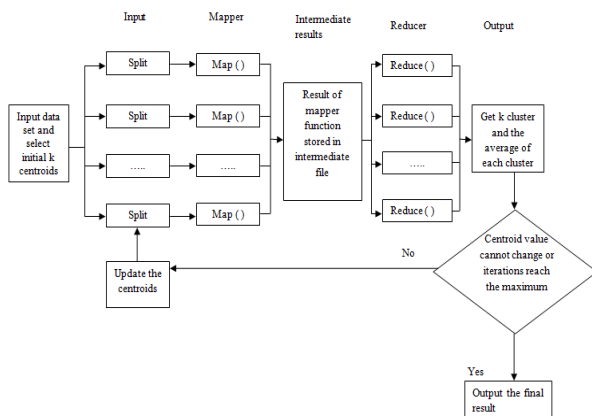 Input
Mapper
Intermediate
results
Reducer
Output
Input data
set and
select
initial k
centroids
Split
Map ( )
Split
Map ( )
.....
.....
Split
Map ( )
Result of
mapper
function
stored in
intermediate
file
Reduce ( )
Reduce ( )
.....
Reduce ( )
Get k cluster
and the
average of
each cluster
Centroid value
cannot change or
iterations reach
the maximum
No
Update the
centroids
Yes
Output the final
result